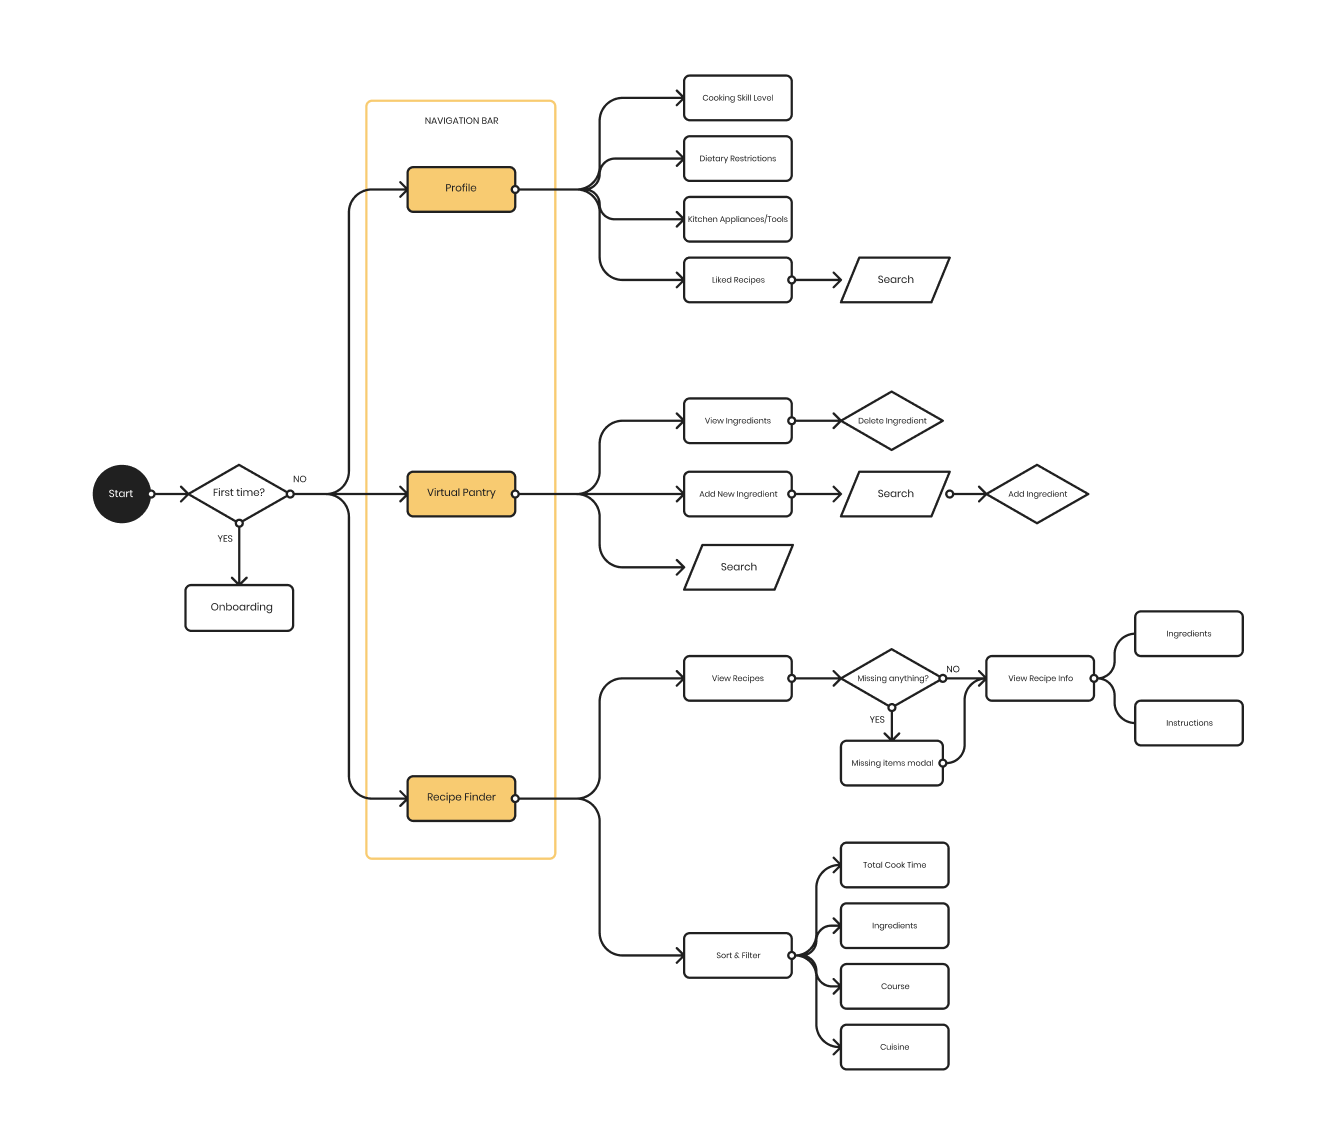 NAVIGATION BAR
Start
First time?
NO
YES
Onboarding
Profile
Cooking Skill Level
Dietary Restrictions
Kitchen Appliances/Tools
Liked Recipes
Search
Virtual Pantry
View Ingredients
Delete Ingredient
Add New Ingredient
Search
Add Ingredient
Search
Recipe Finder
View Recipes
Missing anything?
NO
YES
Missing items modal
View Recipe Info
Ingredients
Instructions
Sort & Filter
Total Cook Time
Ingredients
Course
Cuisine